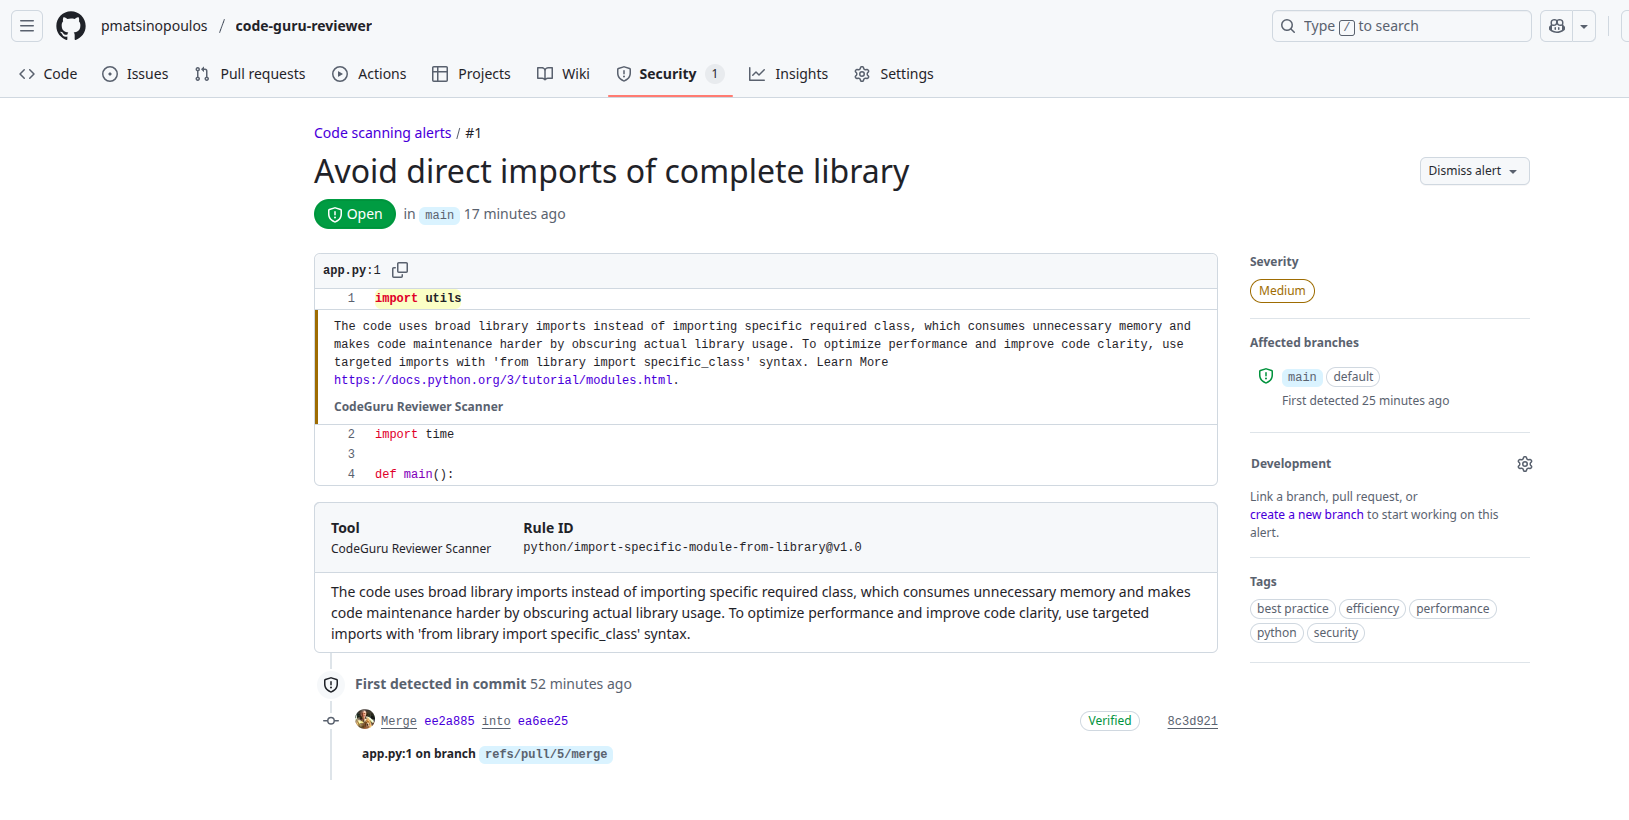 pmatsinopoulos / code-guru-reviewer
Type / to search
Code
Issues
Pull requests
Actions
Projects
Wiki
Security 1
Insights
Settings
Code scanning alerts / #1
Avoid direct imports of complete library
Dismiss alert
Open in main 17 minutes ago
app.py:1
1 import utils
The code uses broad library imports instead of importing specific required class, which consumes unnecessary memory and
makes code maintenance harder by obscuring actual library usage. To optimize performance and improve code clarity, use
targeted imports with 'from library import specific_class' syntax. Learn More
https://docs.python.org/3/tutorial/modules.html.
CodeGuru Reviewer Scanner
2 import time
3
4 def main():
Tool
CodeGuru Reviewer Scanner
Rule ID
python/import-specific-module-from-library@v1.0
The code uses broad library imports instead of importing specific required class, which consumes unnecessary memory and makes
code maintenance harder by obscuring actual library usage. To optimize performance and improve code clarity, use targeted
imports with 'from library import specific_class' syntax.
First detected in commit 52 minutes ago
Merge ee2a885 into ea6ee25
Verified
8c3d921
app.py:1 on branch refs/pull/5/merge
Severity
Medium
Affected branches
main default
First detected 25 minutes ago
Development
Link a branch, pull request, or
create a new branch to start working on this
alert.
Tags
best practice efficiency performance
python security